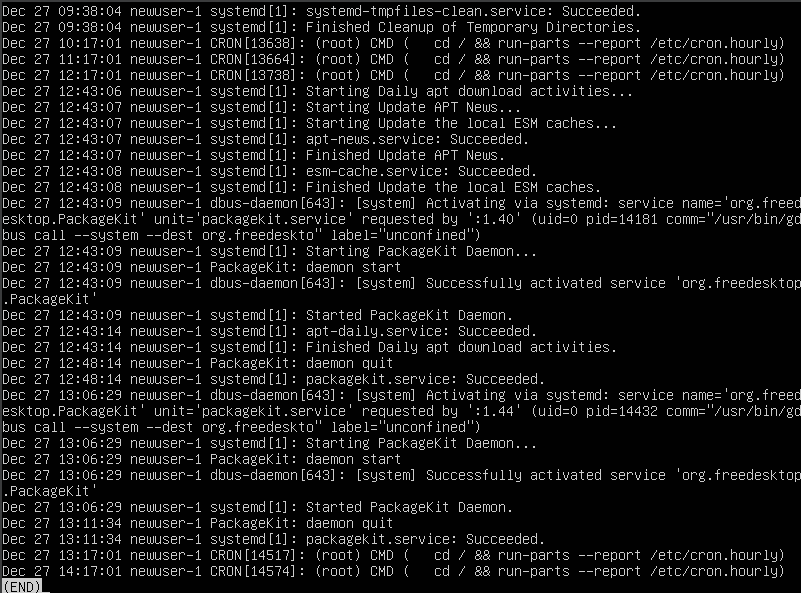 Dec 27 09:38:04 newuser-1 systemd[1]: systemd-tmpfiles-clean.service: Succeeded.
Dec 27 09:38:04 newuser-1 systemd[1]: Finished Cleanup of Temporary Directories.
Dec 27 10:17:01 newuser-1 CRON[13638]: (root) CMD (   cd / && run-parts --report /etc/cron.hourly)
Dec 27 11:17:01 newuser-1 CRON[13664]: (root) CMD (   cd / && run-parts --report /etc/cron.hourly)
Dec 27 12:17:01 newuser-1 CRON[13738]: (root) CMD (   cd / && run-parts --report /etc/cron.hourly)
Dec 27 12:43:06 newuser-1 systemd[1]: Starting Daily apt download activities...
Dec 27 12:43:07 newuser-1 systemd[1]: Starting Update APT News...
Dec 27 12:43:07 newuser-1 systemd[1]: Starting Update the local ESM caches...
Dec 27 12:43:07 newuser-1 systemd[1]: apt-news.service: Succeeded.
Dec 27 12:43:07 newuser-1 systemd[1]: Finished Update APT News.
Dec 27 12:43:08 newuser-1 systemd[1]: esm-cache.service: Succeeded.
Dec 27 12:43:08 newuser-1 systemd[1]: Finished Update the local ESM caches.
Dec 27 12:43:09 newuser-1 dbus-daemon[643]: [system] Activating via systemd: service name='org.freed
esktop.PackageKit' unit='packagekit.service' requested by ':1.40' (uid=0 pid=14181 comm="/usr/bin/gd
bus call --system --dest org.freedeskto" label="unconfined")
Dec 27 12:43:09 newuser-1 systemd[1]: Starting PackageKit Daemon...
Dec 27 12:43:09 newuser-1 PackageKit: daemon start
Dec 27 12:43:09 newuser-1 dbus-daemon[643]: [system] Successfully activated service 'org.freedesktop
.PackageKit'
Dec 27 12:43:09 newuser-1 systemd[1]: Started PackageKit Daemon.
Dec 27 12:43:14 newuser-1 systemd[1]: apt-daily.service: Succeeded.
Dec 27 12:43:14 newuser-1 systemd[1]: Finished Daily apt download activities.
Dec 27 12:48:14 newuser-1 PackageKit: daemon quit
Dec 27 12:48:14 newuser-1 systemd[1]: packagekit.service: Succeeded.
Dec 27 13:06:29 newuser-1 dbus-daemon[643]: [system] Activating via systemd: service name='org.freed
esktop.PackageKit' unit='packagekit.service' requested by ':1.44' (uid=0 pid=14432 comm="/usr/bin/gd
bus call --system --dest org.freedeskto" label="unconfined")
Dec 27 13:06:29 newuser-1 systemd[1]: Starting PackageKit Daemon...
Dec 27 13:06:29 newuser-1 PackageKit: daemon start
Dec 27 13:06:29 newuser-1 dbus-daemon[643]: [system] Successfully activated service 'org.freedesktop
.PackageKit'
Dec 27 13:06:29 newuser-1 systemd[1]: Started PackageKit Daemon.
Dec 27 13:11:34 newuser-1 PackageKit: daemon quit
Dec 27 13:11:34 newuser-1 systemd[1]: packagekit.service: Succeeded.
Dec 27 13:17:01 newuser-1 CRON[14517]: (root) CMD (   cd / && run-parts --report /etc/cron.hourly)
Dec 27 14:17:01 newuser-1 CRON[14574]: (root) CMD (   cd / && run-parts --report /etc/cron.hourly)
(END)